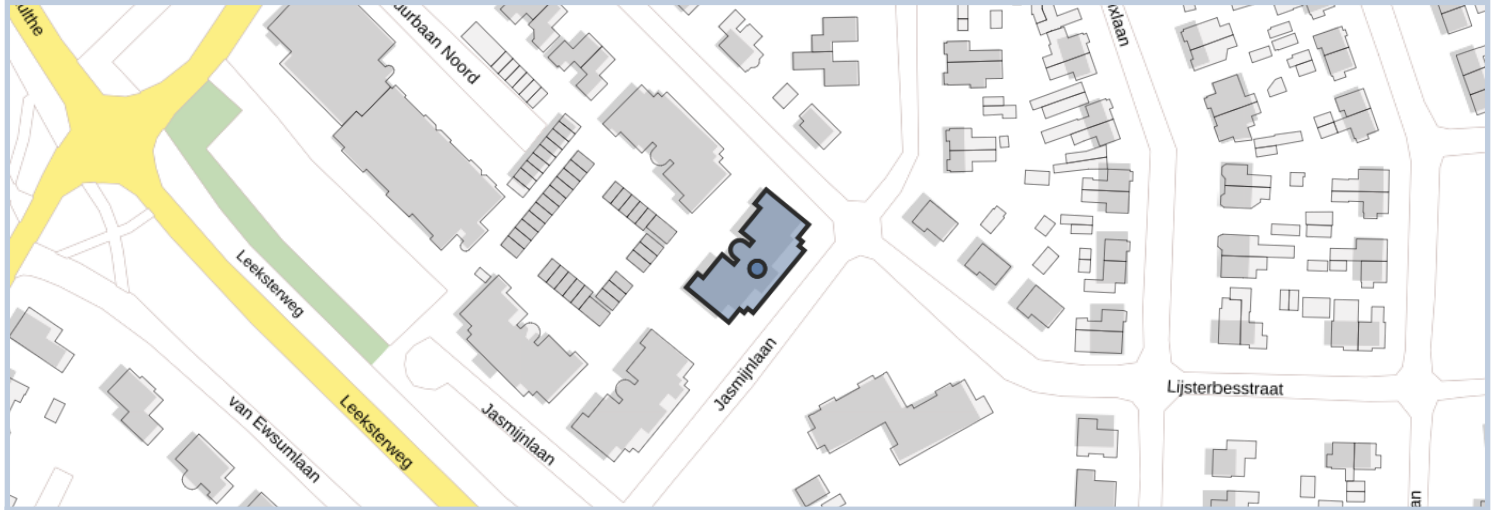 Leeksterweg
Jasmijnlaan
Lijsterbesstraat
van Ewsumlaan
Leeksterweg
Jasmijnlaan